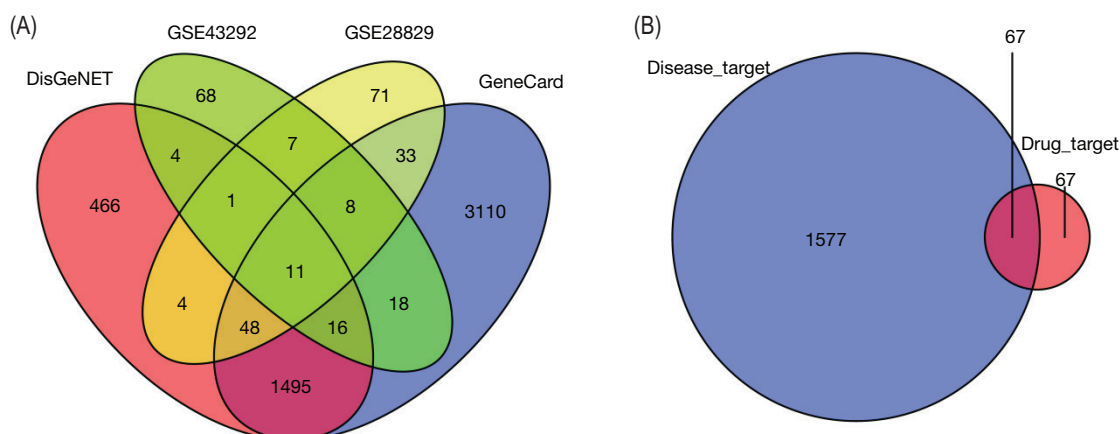 (A)
GSE43292
GSE28829
DisGeNET
GeneCard
68
71
4
7
33
466
1
8
3110
11
4
18
48
16
1495
(B)
67
Disease_target
Drug_target
67
1577